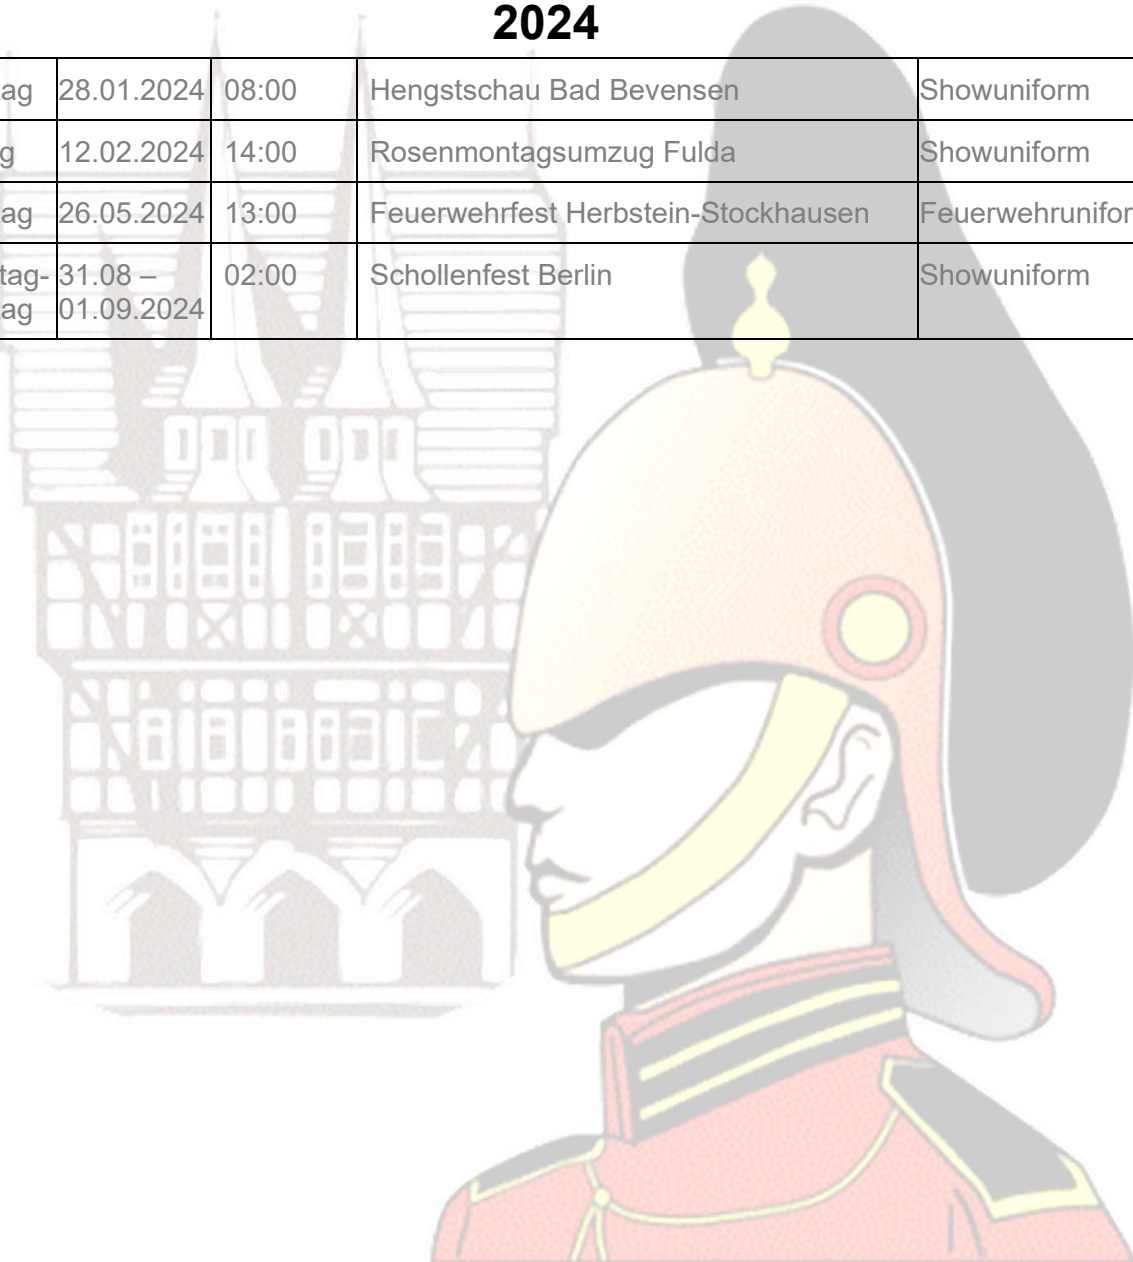 2024
ag 28.01.2024 08:00 Hengstschau Bad Bevensen Showuniform
g 12.02.2024 14:00 Rosenmontagsumzug Fulda Showuniform
ag 26.05.2024 13:00 Feuerwehrfest Herbstein-Stockhausen Feuerwehrunifor
tag- 31.08 – 02:00 Schollenfest Berlin Showuniform
ag 01.09.2024